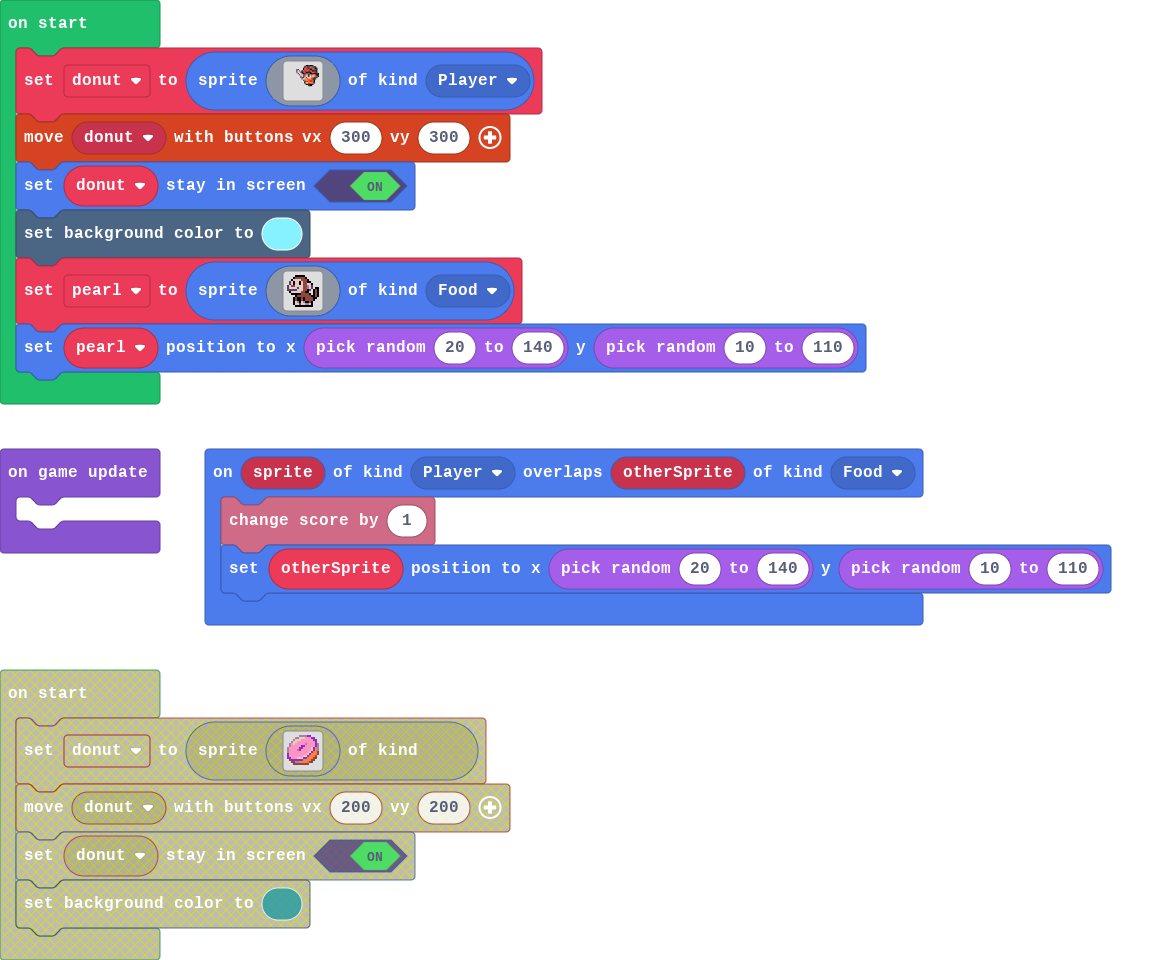 on start
set donut to sprite of kind Player
move donut with buttons vx 300 vy 300
set donut stay in screen ON
set background color to
set pearl to sprite of kind Food
set pearl position to x pick random 20 to 140 y pick random 10 to 110
on game update
on sprite of kind Player overlaps otherSprite of kind Food
change score by 1
set otherSprite position to x pick random 20 to 140 y pick random 10 to 110
on start
set donut to sprite of kind
move donut with buttons vx 200 vy 200
set donut stay in screen ON
set background color to